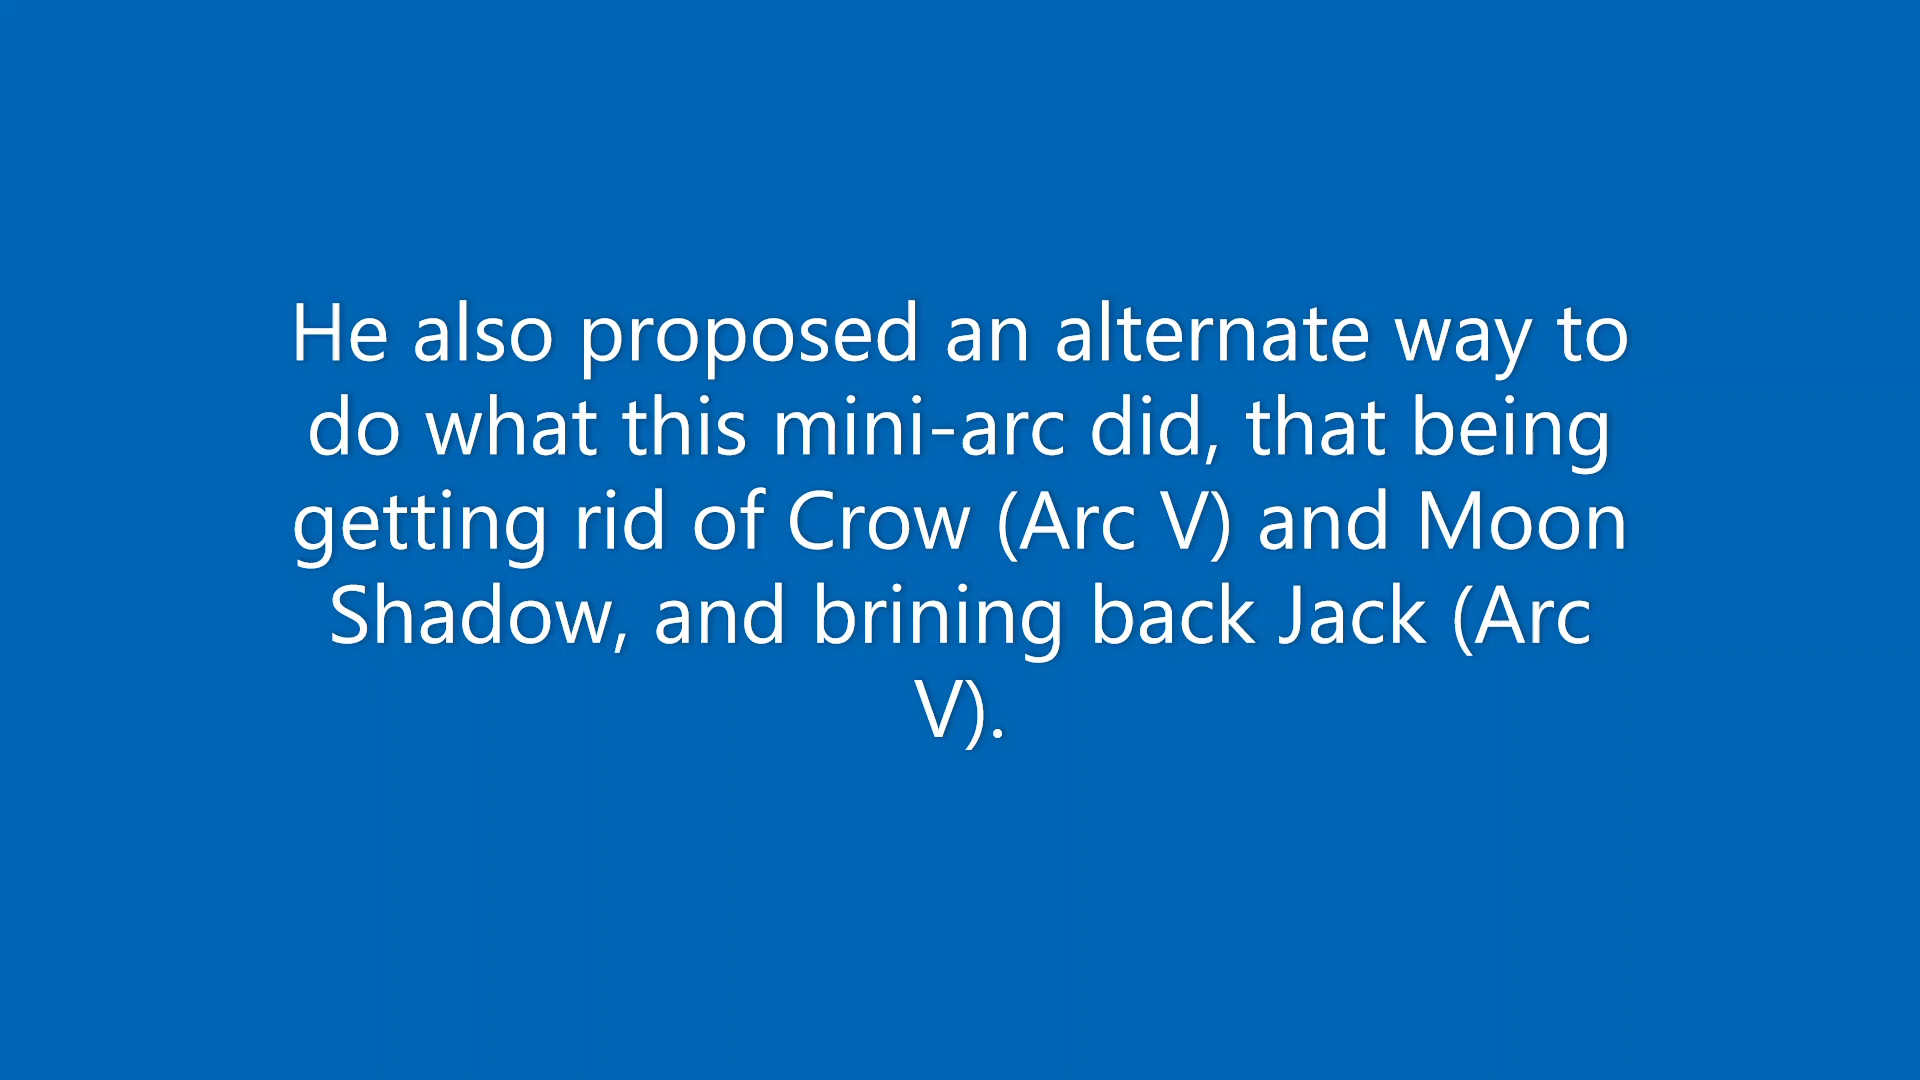 He also proposed an alternate way to
do what this mini-arc did, that being
getting rid of Crow (Arc V) and Moon
Shadow, and brining back Jack (Arc
V).